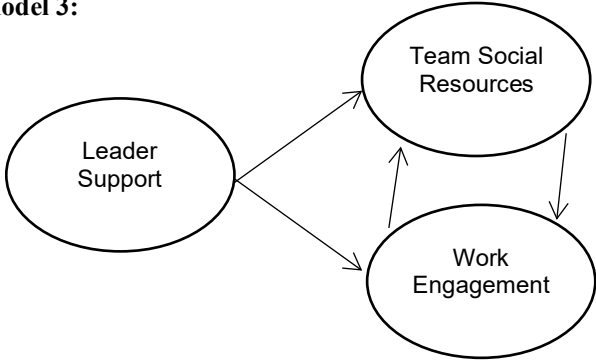 odel 3:
Team Social
Resources
Leader
Support
Work
Engagement